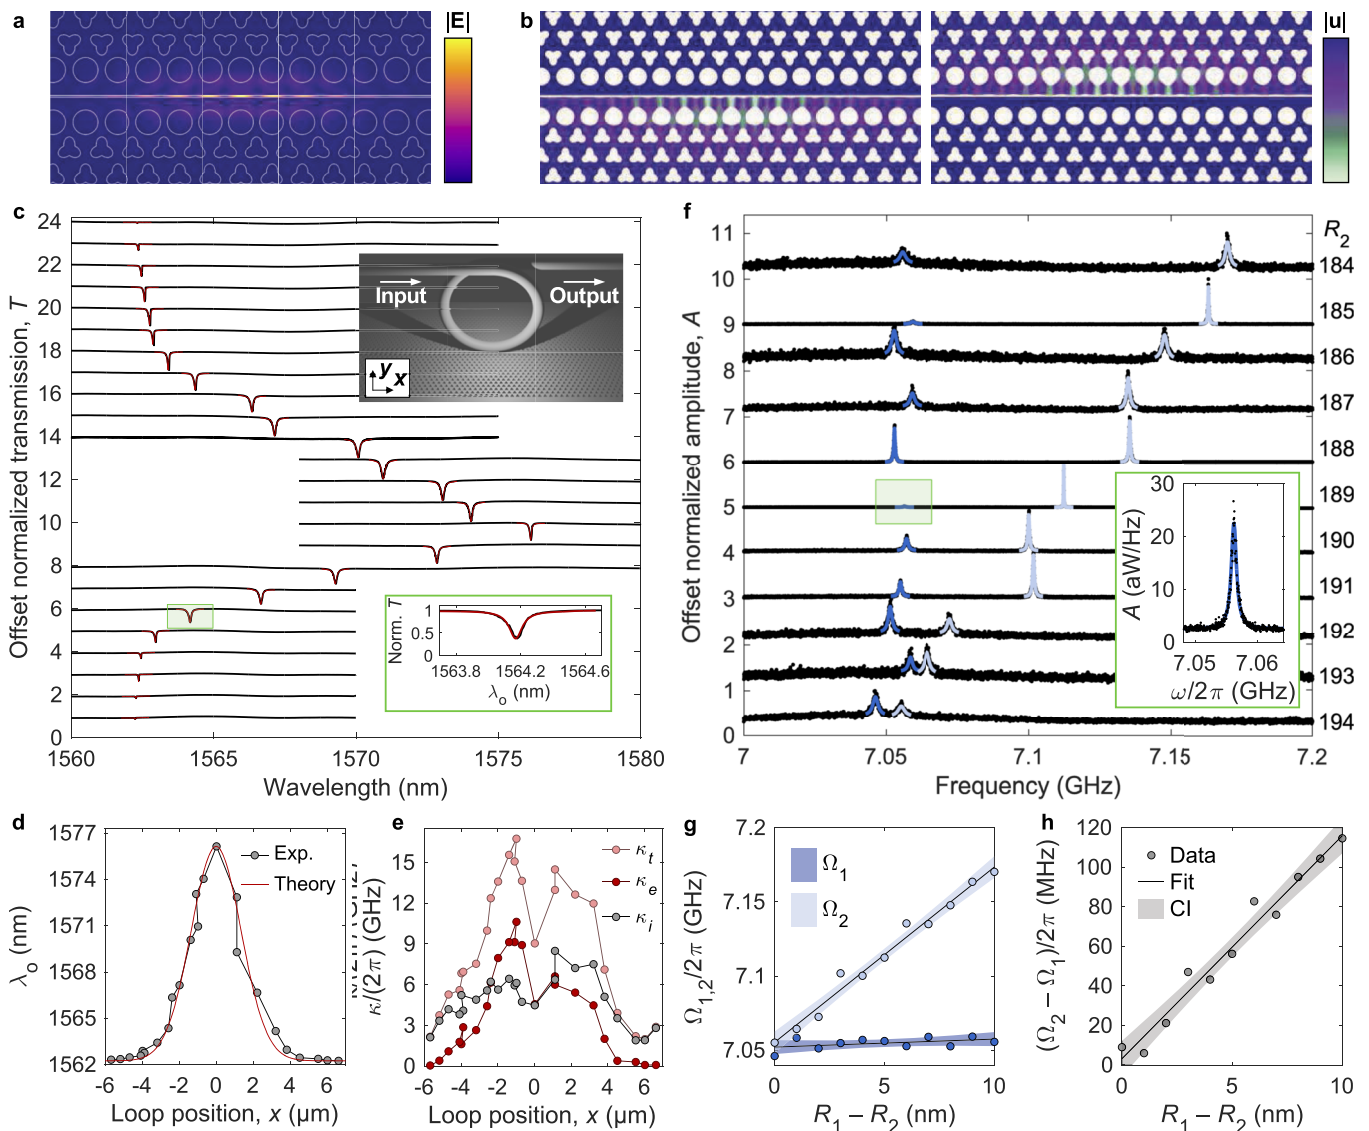 a
|E|
b
|u|
c
24
22
20
18
16
14
12
10
8
6
4
2
0
Offset normalized transmission, T
1560
1565
1570
1575
1580
Wavelength (nm)
Input
Output
y
x
Norm. T
1
0.5
0
1563.8
1564.2
1564.6
λo (nm)
f
11
10
9
8
7
6
5
4
3
2
1
0
Offset normalized amplitude, A
7
7.05
7.1
7.15
7.2
Frequency (GHz)
R2
184
185
186
187
188
189
190
191
192
193
194
30
20
10
0
A (aW/Hz)
7.05
7.06
ω/2π (GHz)
d
1577
1574
1571
1568
1565
1562
λo (nm)
-6
-4
-2
0
2
4
6
Loop position, x (μm)
Exp.
Theory
e
15
12
9
6
3
0
κ/(2π) (GHz)
-6
-4
-2
0
2
4
6
Loop position, x (μm)
κt
κe
κi
g
7.2
7.15
7.1
7.05
Ω1,2/2π (GHz)
0
5
10
R1 − R2 (nm)
Ω1
Ω2
h
120
100
80
60
40
20
0
(Ω2 − Ω1)/2π (MHz)
0
5
10
R1 − R2 (nm)
Data
Fit
CI